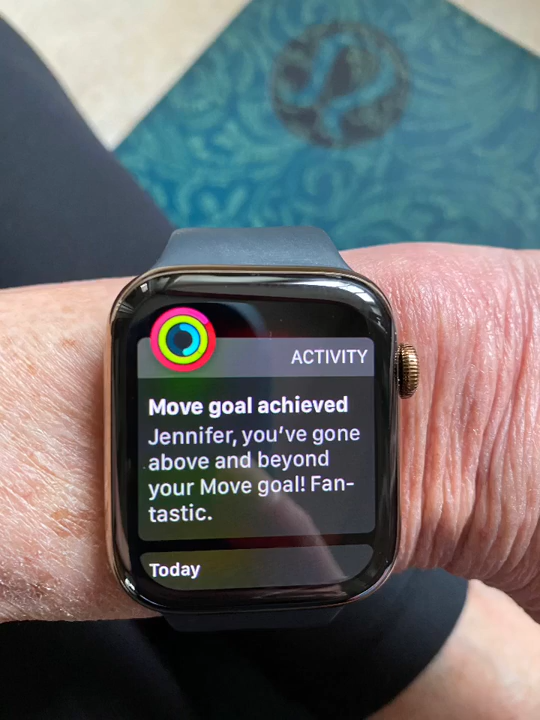 ACTIVITY
Move goal achieved
Jennifer, you've gone
above and beyond
your Move goal! Fan-
tastic.
Today